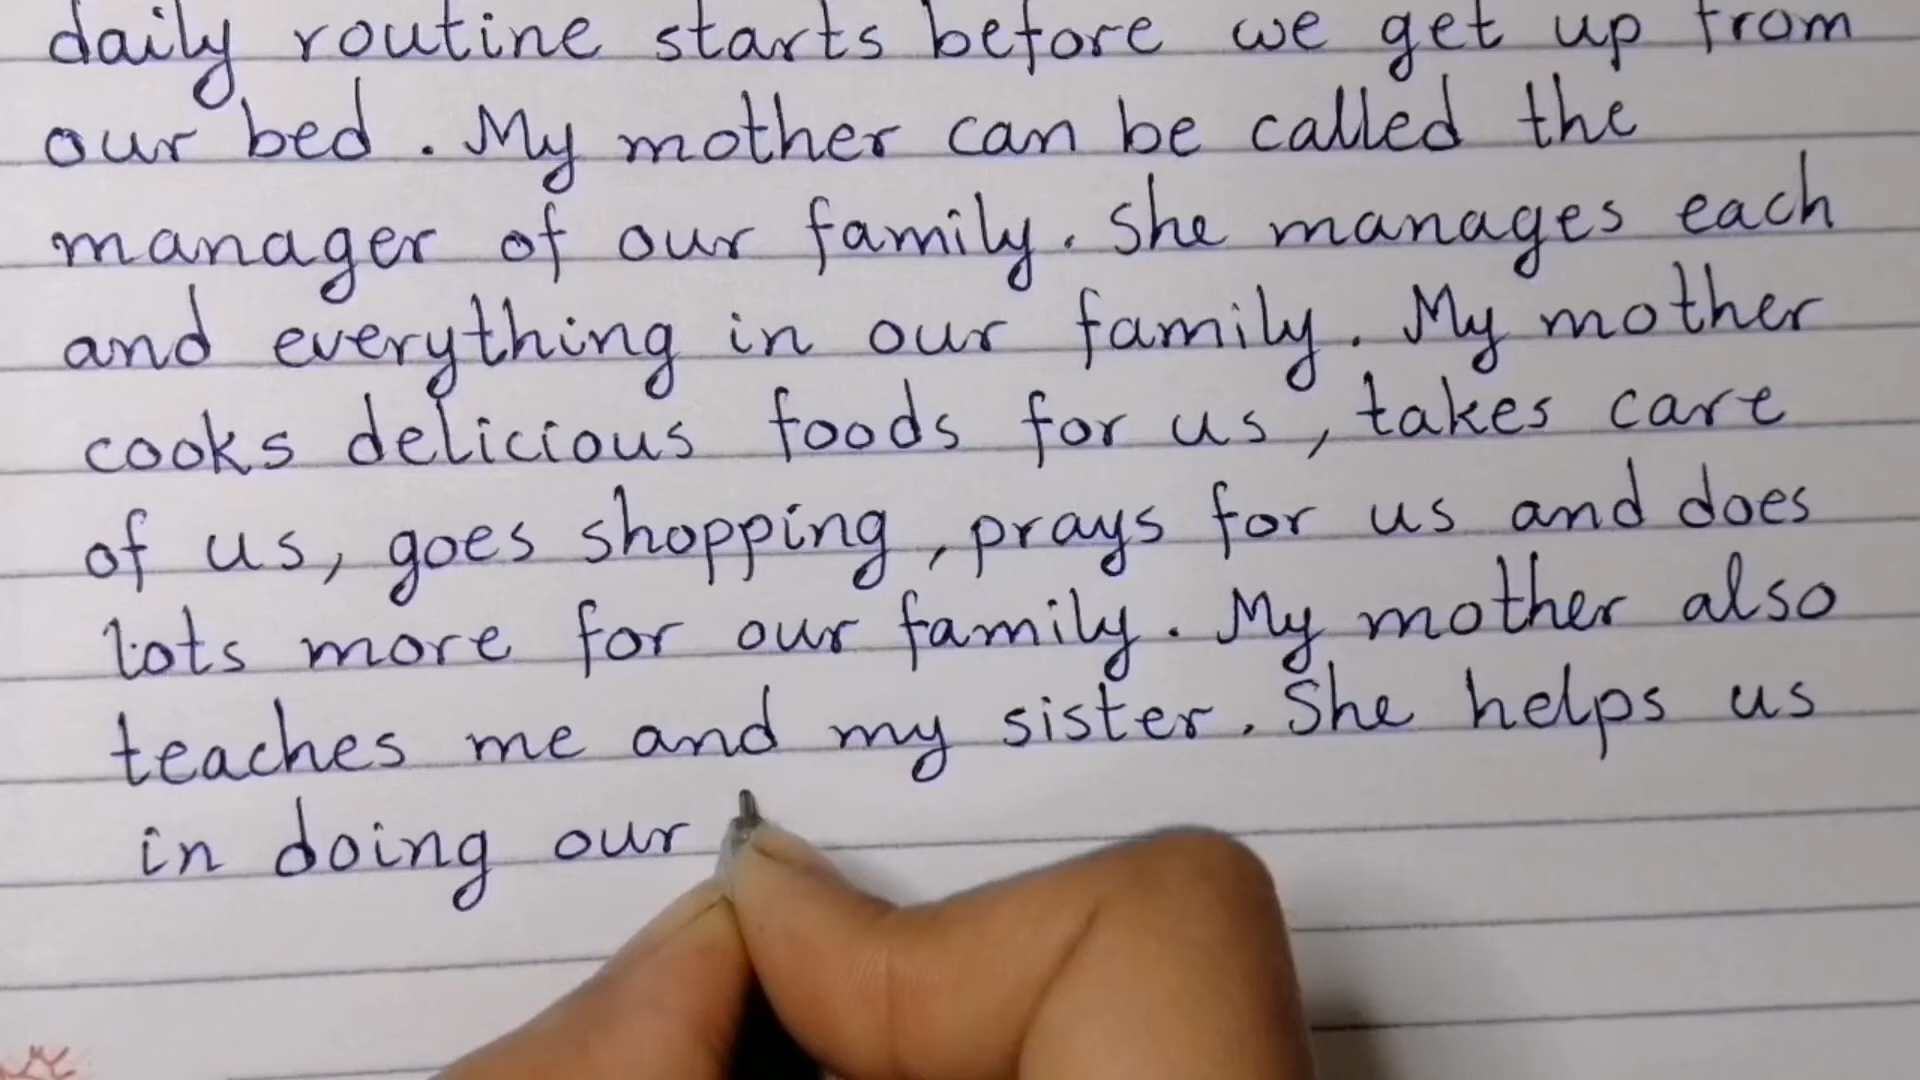 daily routine starts before we get up from
our bed. My mother can be called the
manager of our family. She manages each
and everything in our family. My mother
cooks delicious foods for us, takes care
of us, goes shopping, prays for us and does
lots more for our family. My mother also
teaches me and my sister. She helps us
in doing our